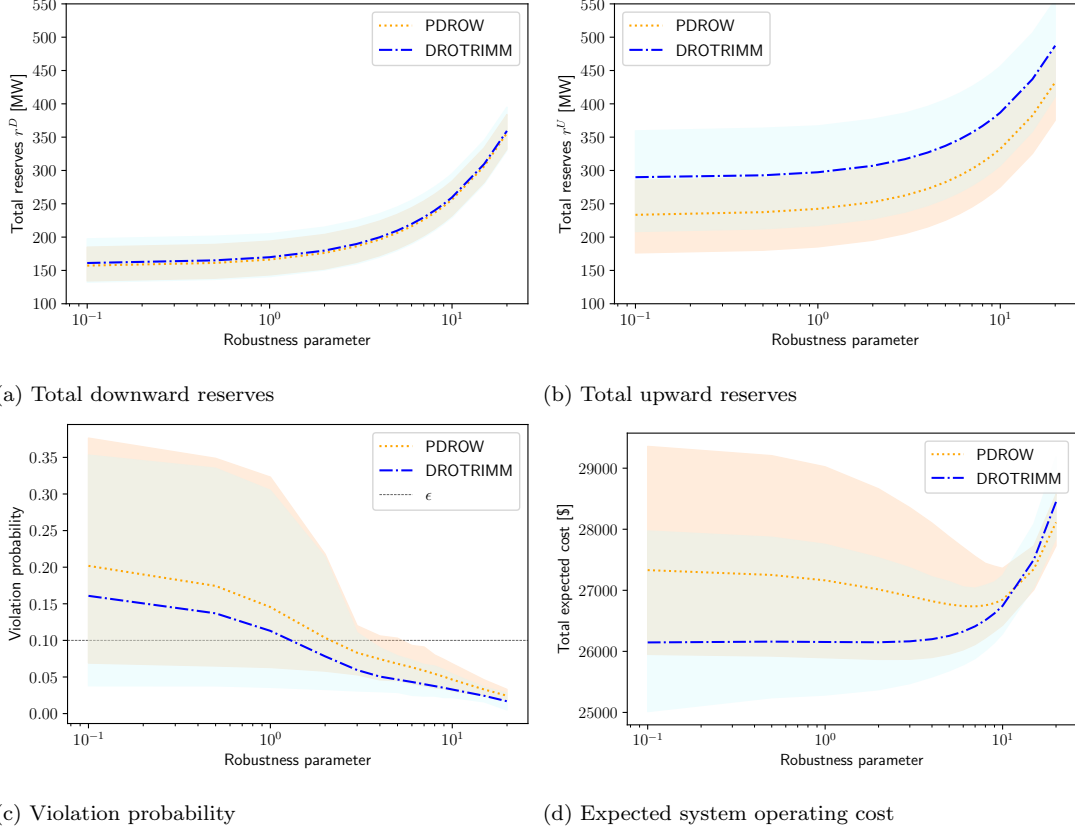 550
500
450
400
350
300
250
200
150
100
Total reserves r^D [MW]
PDROW
DROTRIMM
10^−1
10^0
10^1
Robustness parameter
550
500
450
400
350
300
250
200
150
100
Total reserves r^U [MW]
PDROW
DROTRIMM
10^−1
10^0
10^1
Robustness parameter
(a) Total downward reserves
(b) Total upward reserves
0.35
0.30
0.25
0.20
0.15
0.10
0.05
0.00
Violation probability
PDROW
DROTRIMM
ϵ
10^−1
10^0
10^1
Robustness parameter
29000
28000
27000
26000
25000
Total expected cost [$]
PDROW
DROTRIMM
10^−1
10^0
10^1
Robustness parameter
(c) Violation probability
(d) Expected system operating cost